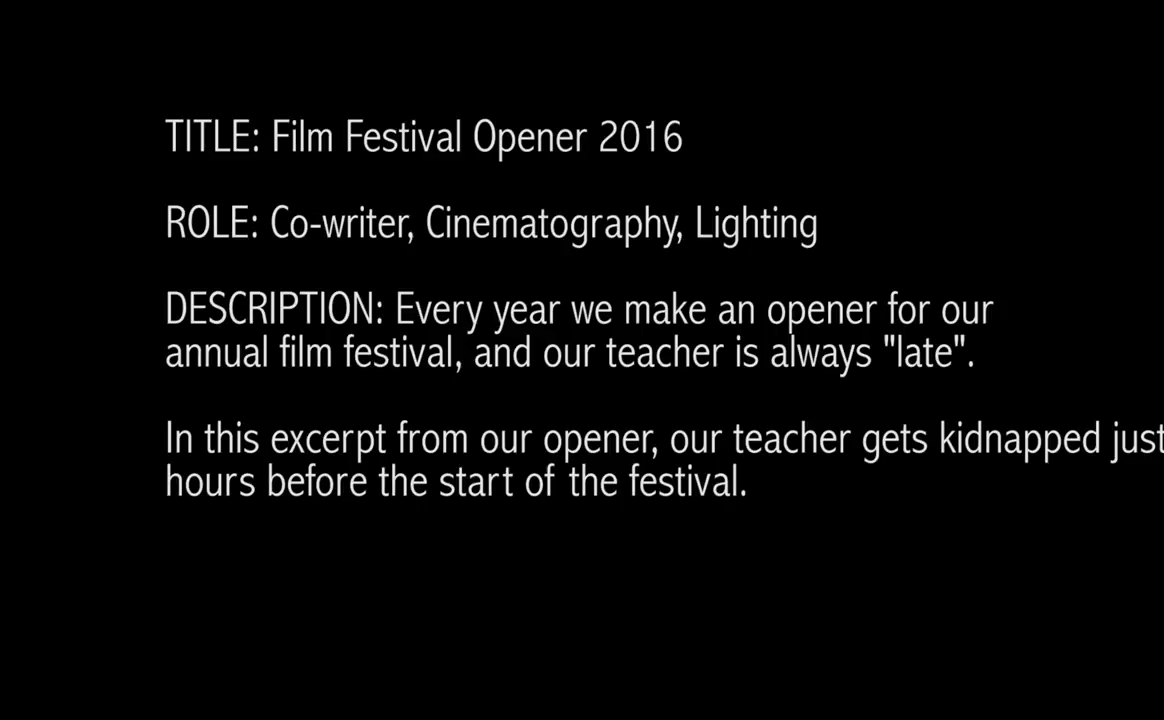 TITLE: Film Festival Opener 2016
ROLE: Co-writer, Cinematography, Lighting
DESCRIPTION: Every year we make an opener for our
annual film festival, and our teacher is always "late".
In this excerpt from our opener, our teacher gets kidnapped just
hours before the start of the festival.